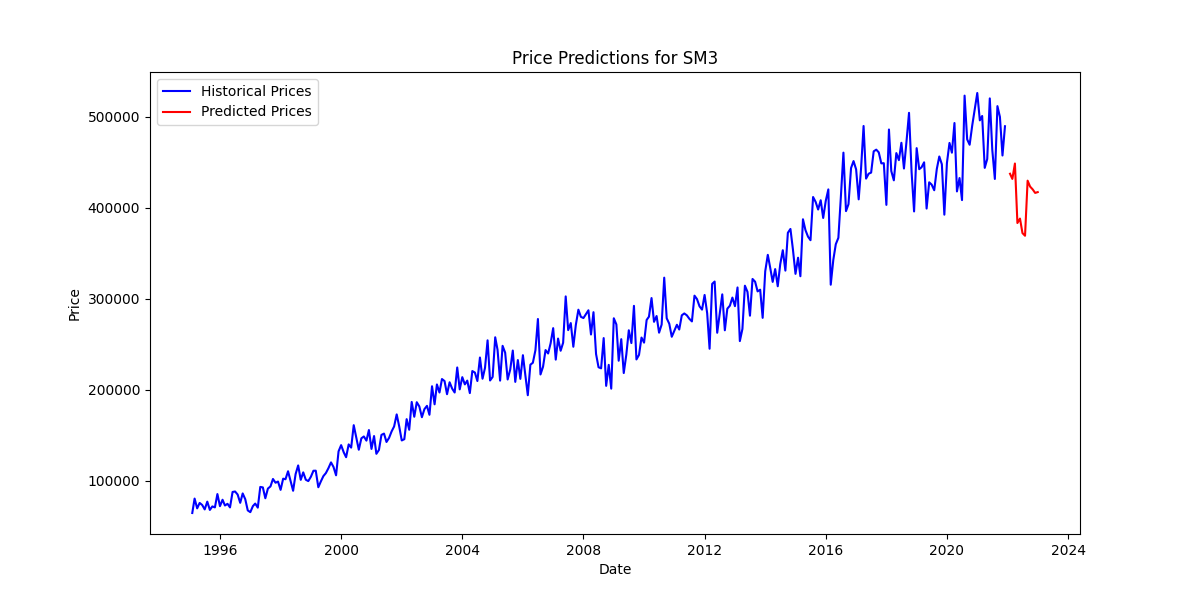 Price Predictions for SM3
Historical Prices
Predicted Prices
500000
400000
300000
200000
100000
Price
1996 2000 2004 2008 2012 2016 2020 2024
Date